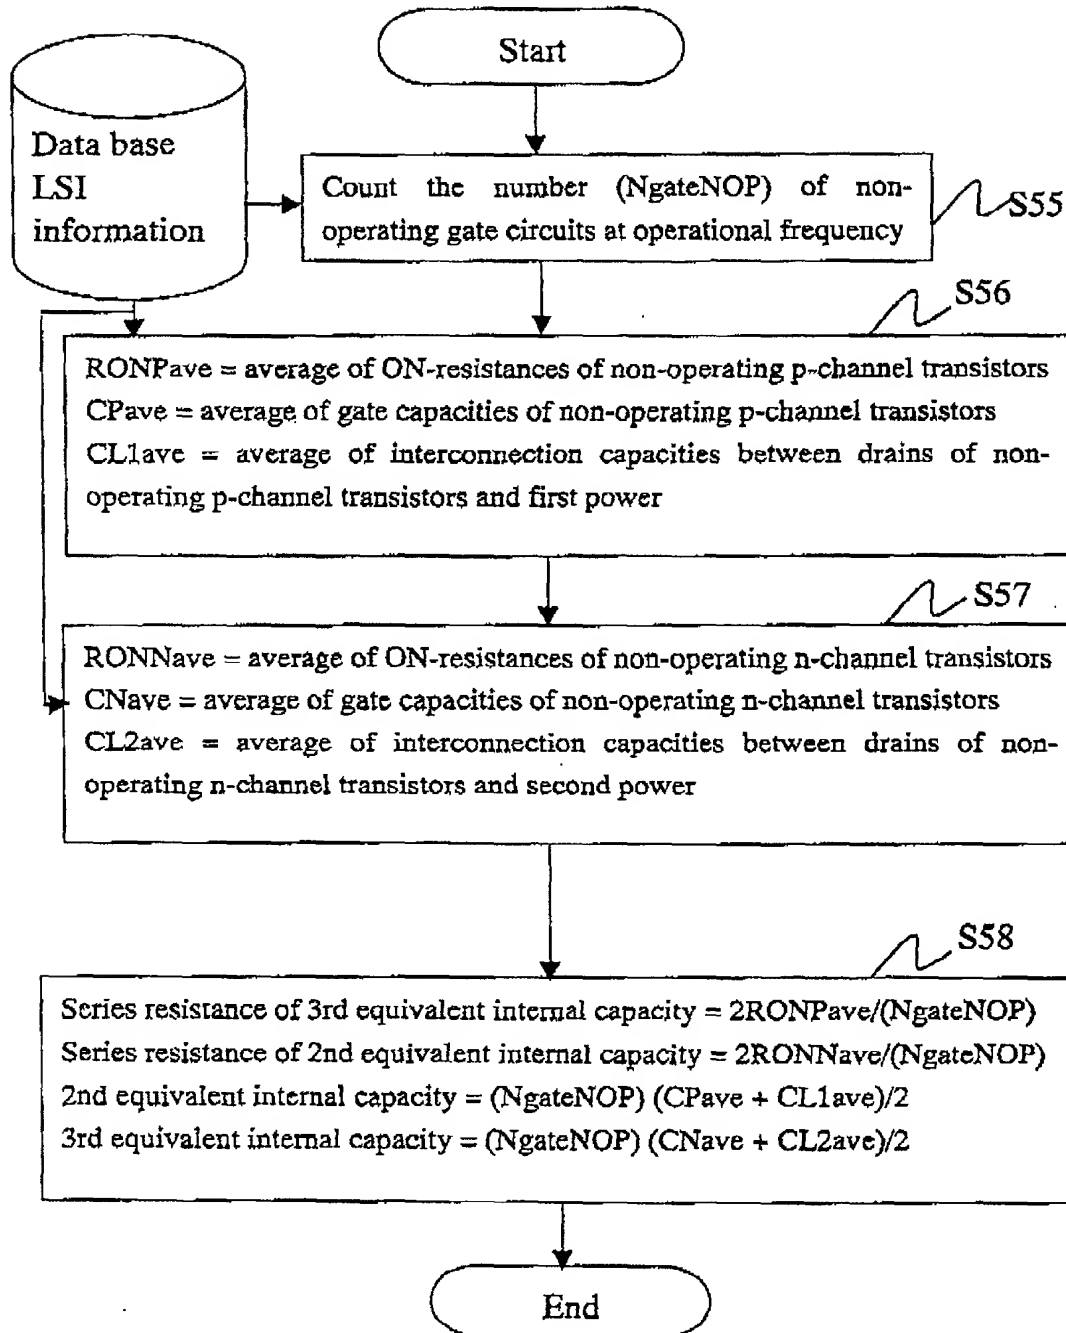 Start
Data base
LSI
information
Count the number (NgateNOP) of non-
operating gate circuits at operational frequency
S55
S56
RONPave = average of ON-resistances of non-operating p-channel transistors
CPave = average of gate capacities of non-operating p-channel transistors
CL1ave = average of interconnection capacities between drains of non-
operating p-channel transistors and first power
S57
RONNave = average of ON-resistances of non-operating n-channel transistors
CNave = average of gate capacities of non-operating n-channel transistors
CL2ave = average of interconnection capacities between drains of non-
operating n-channel transistors and second power
S58
Series resistance of 3rd equivalent internal capacity = 2RONPave/(NgateNOP)
Series resistance of 2nd equivalent internal capacity = 2RONNave/(NgateNOP)
2nd equivalent internal capacity = (NgateNOP) (CPave + CL1ave)/2
3rd equivalent internal capacity = (NgateNOP) (CNave + CL2ave)/2
End